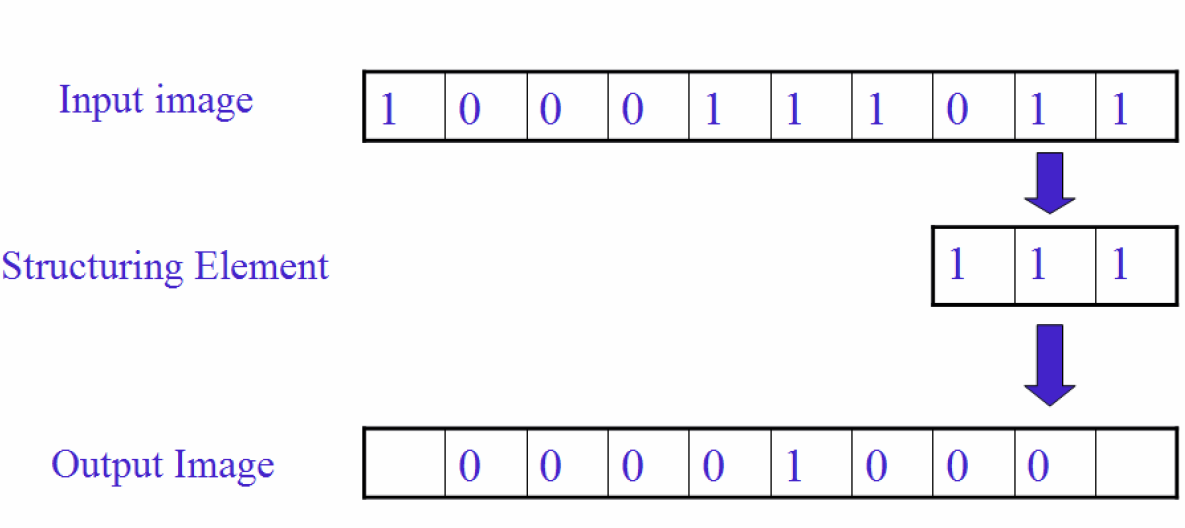 Input image 1 0 0 0 1 1 1 0 1 1
Structuring Element 1 1 1
Output Image 0 0 0 0 1 0 0 0